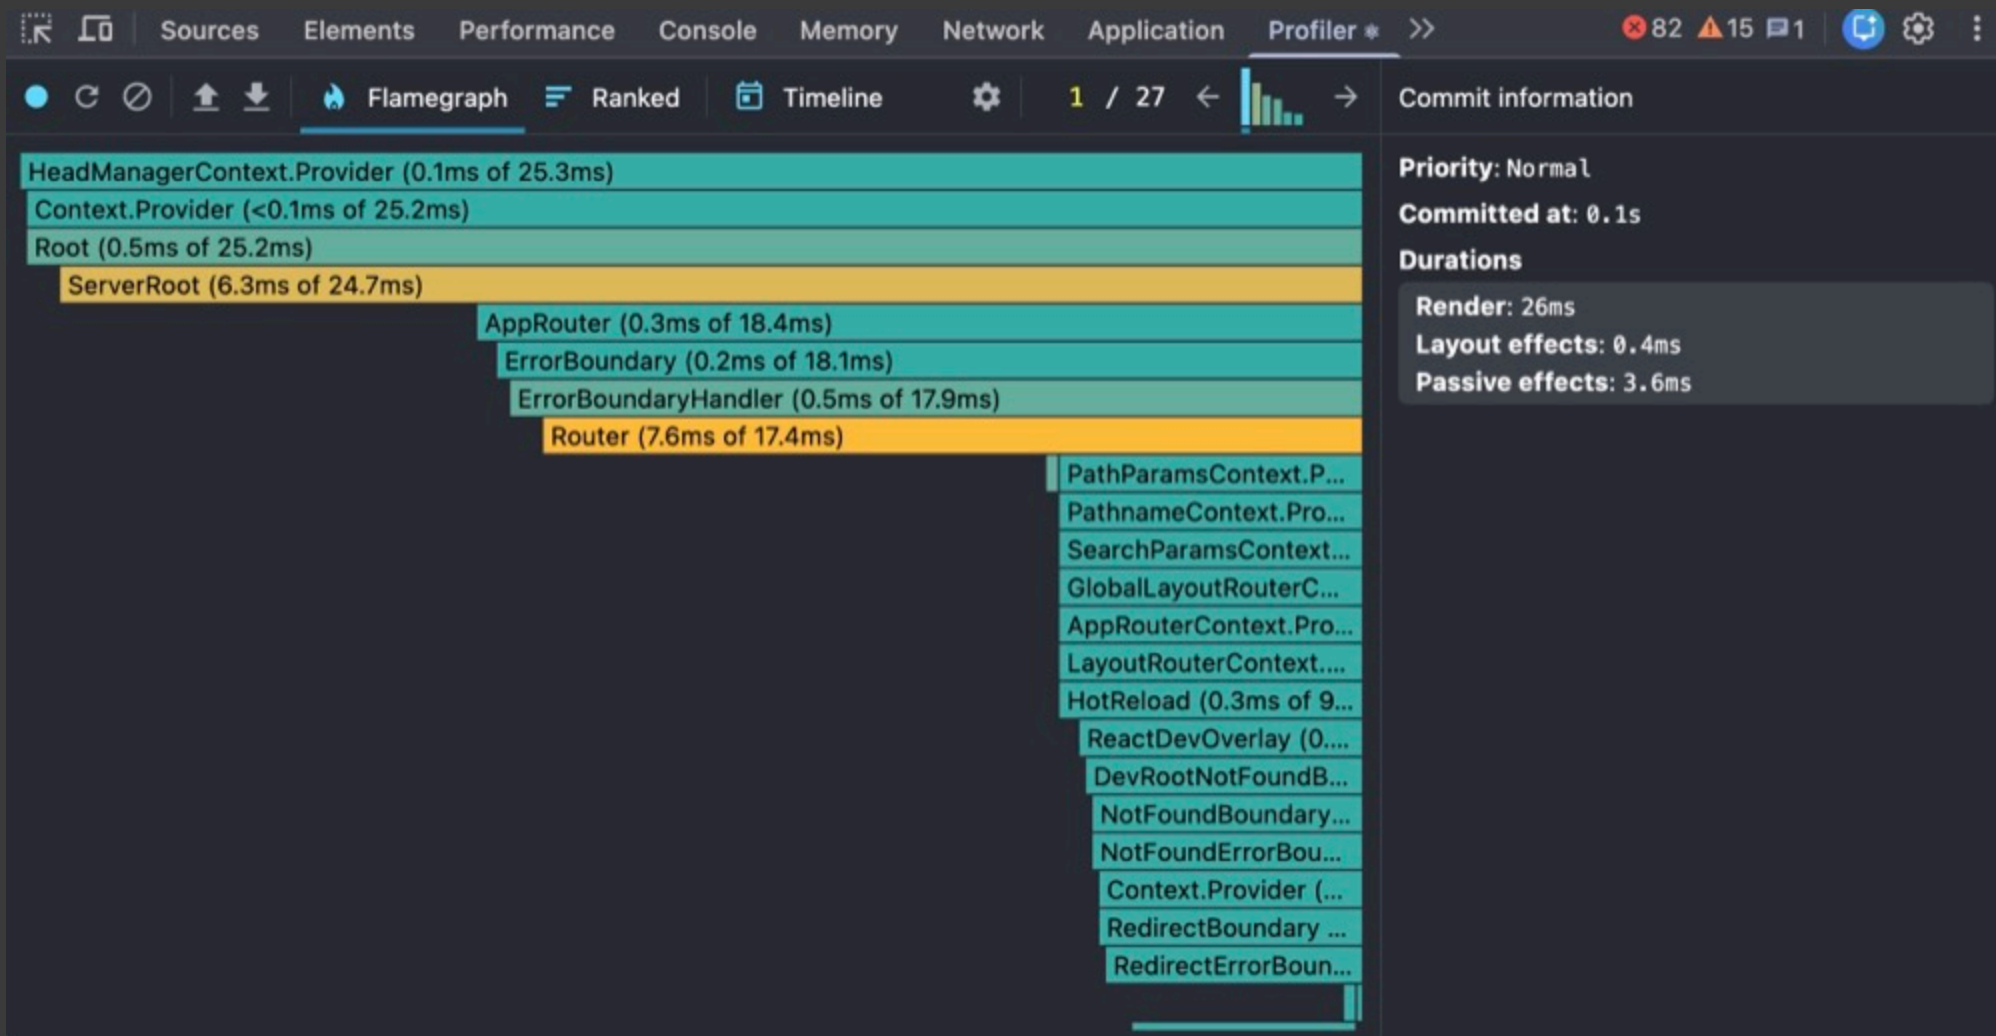 Sources Elements Performance Console Memory Network Application Profiler 82 15 1
Flamegraph Ranked Timeline 1 / 27 Commit information
HeadManagerContext.Provider (0.1ms of 25.3ms)
Context.Provider (<0.1ms of 25.2ms)
Root (0.5ms of 25.2ms)
ServerRoot (6.3ms of 24.7ms)
AppRouter (0.3ms of 18.4ms)
ErrorBoundary (0.2ms of 18.1ms)
ErrorBoundaryHandler (0.5ms of 17.9ms)
Router (7.6ms of 17.4ms)
PathParamsContext.P...
PathnameContext.Pro...
SearchParamsContext...
GlobalLayoutRouterC...
AppRouterContext.Pro...
LayoutRouterContext....
HotReload (0.3ms of 9...
ReactDevOverlay (0....
DevRootNotFoundB...
NotFoundBoundary...
NotFoundErrorBou...
Context.Provider (...
RedirectBoundary ...
RedirectErrorBoun...
Priority: Normal
Committed at: 0.1s
Durations
Render: 26ms
Layout effects: 0.4ms
Passive effects: 3.6ms